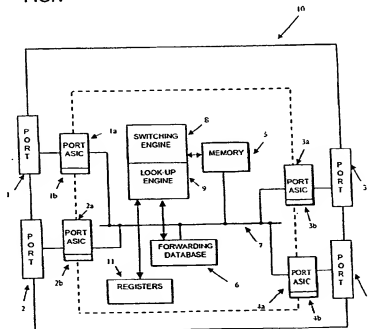 10
PORT
PORT ASIC
1a
SWITCHING ENGINE
8
MEMORY
5
3a
PORT ASIC
PORT
1
1b
LOOK-UP ENGINE
9
3b
3
2a
PORT
PORT ASIC
7
PORT
FORWARDING DATABASE
11
6
PORT ASIC
2
2b
REGISTERS
4a
4b